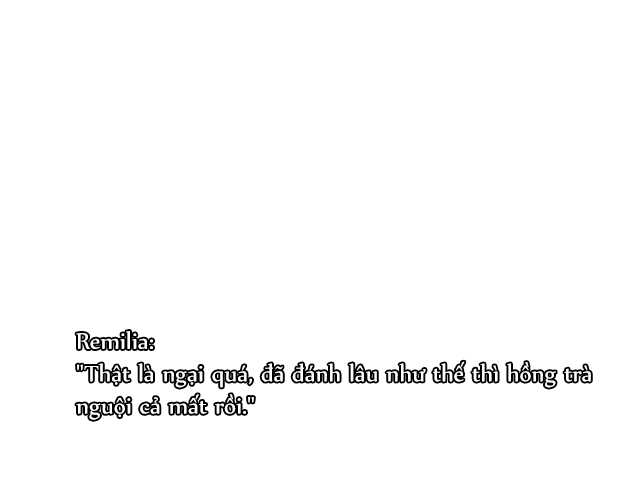 Remilia:
"Thật là ngại quá, đã đánh lâu như thế thì hồng trà
nguội cả mất rồi."